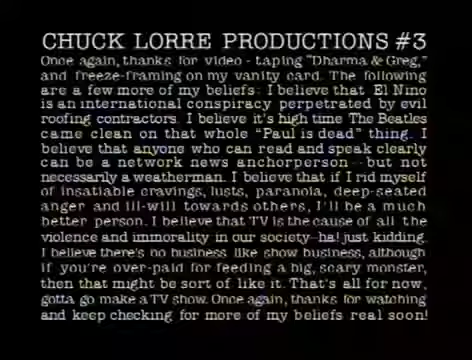 CHUCK LORRE PRODUCTIONS #3
Once again, thanks for video - taping "Dharma & Greg,"
and freeze-framing on my vanity card. The following
are a few more of my beliefs: I believe that El Nino
is an international conspiracy perpetrated by evil
roofing contractors. I believe it's high time The Beatles
came clean on that whole "Paul is dead" thing. I
believe that anyone who can read and speak clearly
can be a network news anchorperson--but not
necessarily a weatherman. I believe that if I rid myself
of insatiable cravings, lusts, paranoia, deep-seated
anger and ill-will towards others, I'll be a much
better person. I believe that TV is the cause of all the
violence and immorality in our society--ha! just kidding.
I believe there's no business like show business, although
if you're over-paid for feeding a big, scary monster,
then that might be sort of like it. That's all for now,
gotta go make a TV show. Once again, thanks for watching
and keep checking for more of my beliefs real soon!